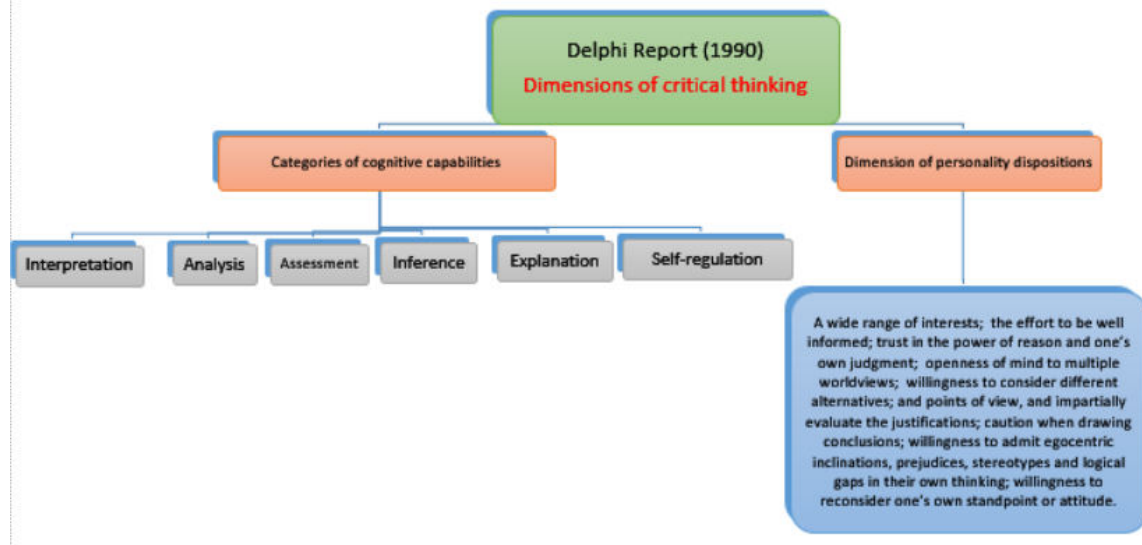 Delphi Report (1990)
Dimensions of critical thinking
Categories of cognitive capabilities
Dimension of personality dispositions
Interpretation
Analysis
Assessment
Inference
Explanation
Self-regulation
A wide range of interests; the effort to be well
informed; trust in the power of reason and one's
own judgment; openness of mind to multiple
worldviews; willingness to consider different
alternatives; and points of view, and impartially
evaluate the justifications; caution when drawing
conclusions; willingness to admit egocentric
inclinations, prejudices, stereotypes and logical
gaps in their own thinking; willingness to
reconsider one's own standpoint or attitude.